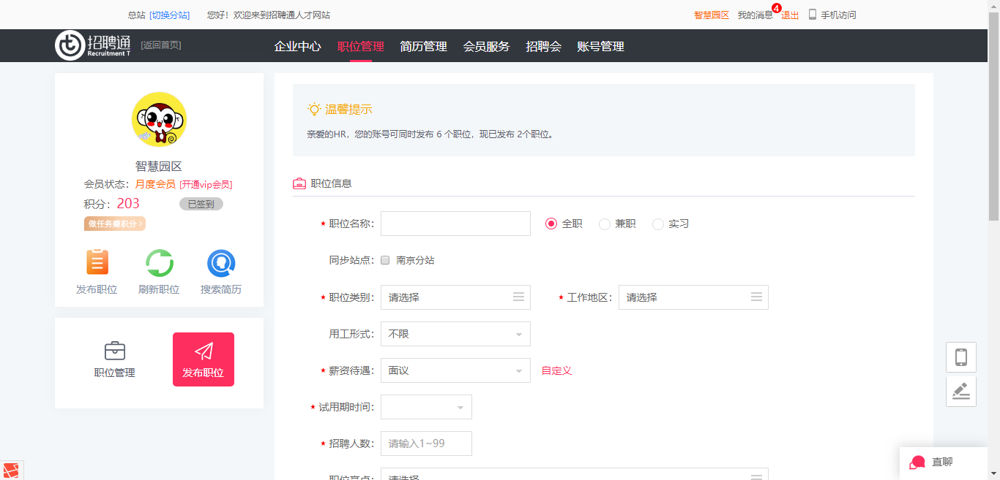 总站 [切换分站] 您好！欢迎来到招聘通人才网站
智慧园区 我的消息 4 退出 手机访问
招聘通
Recruitment T
[返回首页]
企业中心 职位管理 简历管理 会员服务 招聘会 账号管理
智慧园区
会员状态：月度会员 [开通vip会员]
积分：203 已签到
做任务赚积分 >
发布职位 刷新职位 搜索简历
职位管理 发布职位
温馨提示
亲爱的HR，您的账号可同时发布 6 个职位，现已发布 2个职位。
职位信息
★ 职位名称： 全职 兼职 实习
同步站点： 南京分站
★ 职位类别： 请选择 ★ 工作地区： 请选择
用工形式： 不限
★ 薪资待遇： 面议 自定义
★ 试用期时间：
★ 招聘人数： 请输入1~99
职位亮点： 请选择
直聊